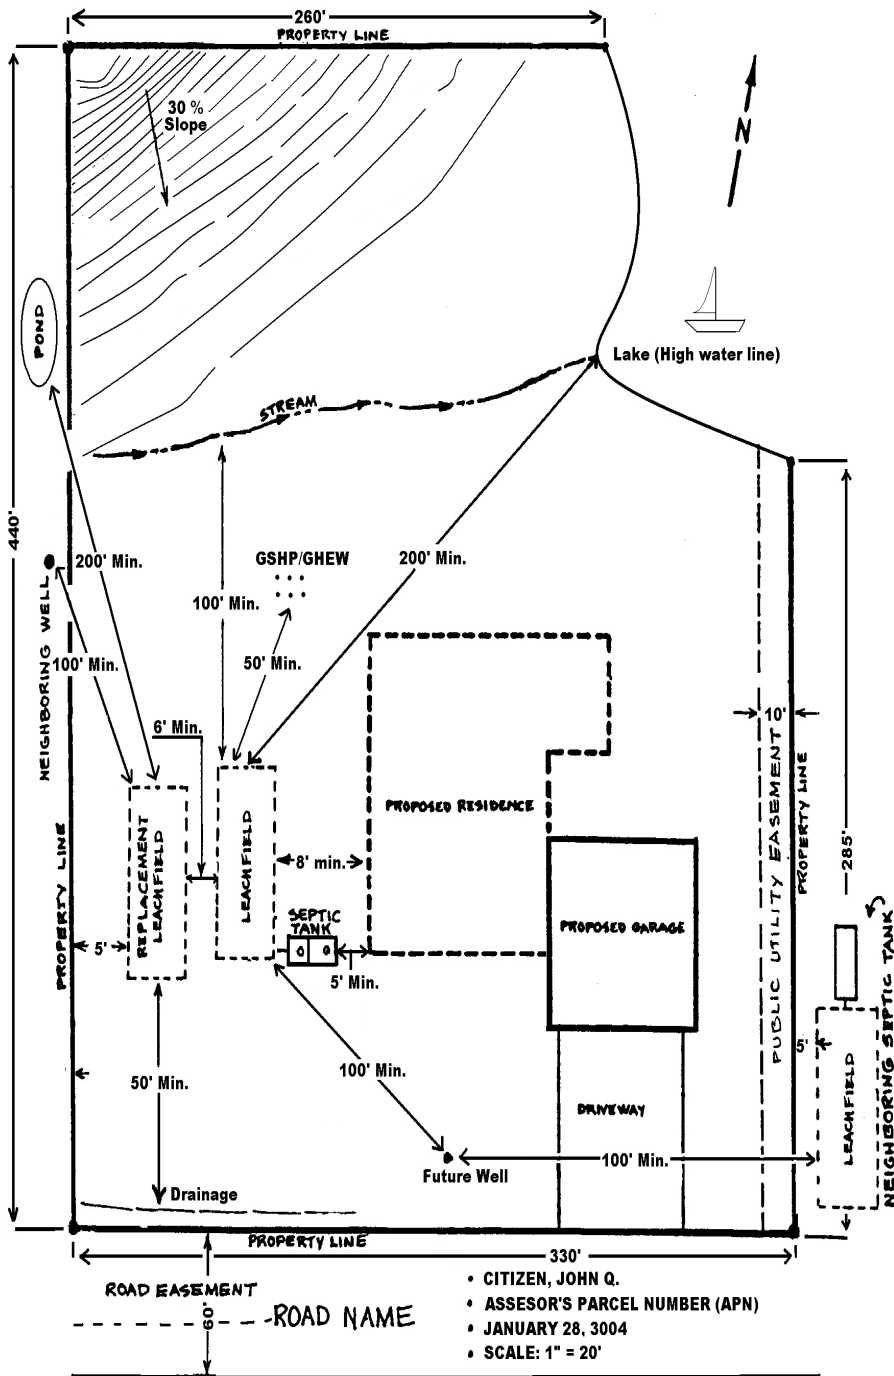 260'
PROPERTY LINE
30 %
Slope
N
POND
Lake (High water line)
STREAM
440'
200' Min.
GSHP/GHEW
200' Min.
100' Min.
NEIGHBORING WELL
100' Min.
50' Min.
6' Min.
10'
PROPOSED RESIDENCE
REPLACEMENT
LEACHFIELD
LEACHFIELD
8' min.
PUBLIC UTILITY EASEMENT
PROPERTY LINE
285'
PROPERTY LINE
SEPTIC
TANK
PROPOSED GARAGE
5'
5' Min.
NEIGHBORING SEPTIC TANK
5'
LEACHFIELD
50' Min.
100' Min.
DRIVEWAY
100' Min.
Future Well
Drainage
PROPERTY LINE
330'
ROAD EASEMENT
60'
ROAD NAME
• CITIZEN, JOHN Q.
• ASSESOR'S PARCEL NUMBER (APN)
• JANUARY 28, 3004
• SCALE: 1" = 20'